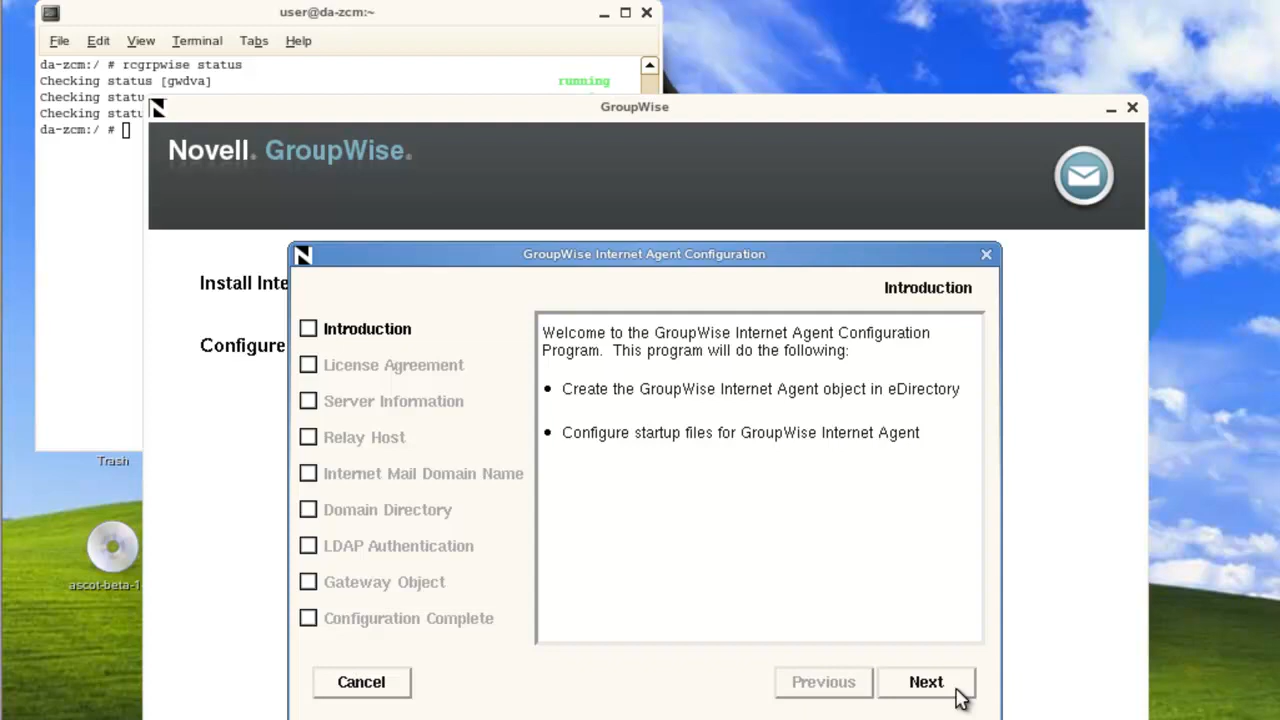 user@da-zcm:~
File Edit View Terminal Tabs Help
da-zcm:/ # rcgrpwise status
Checking status [gwdva] running
Checking statu
Checking statu
da-zcm:/ #
GroupWise
Novell. GroupWise.
Install Inte
Configure
GroupWise Internet Agent Configuration
Introduction
Introduction
License Agreement
Server Information
Relay Host
Internet Mail Domain Name
Domain Directory
LDAP Authentication
Gateway Object
Configuration Complete
Welcome to the GroupWise Internet Agent Configuration
Program. This program will do the following:
• Create the GroupWise Internet Agent object in eDirectory
• Configure startup files for GroupWise Internet Agent
Cancel Previous Next
Trash
ascot-beta-1